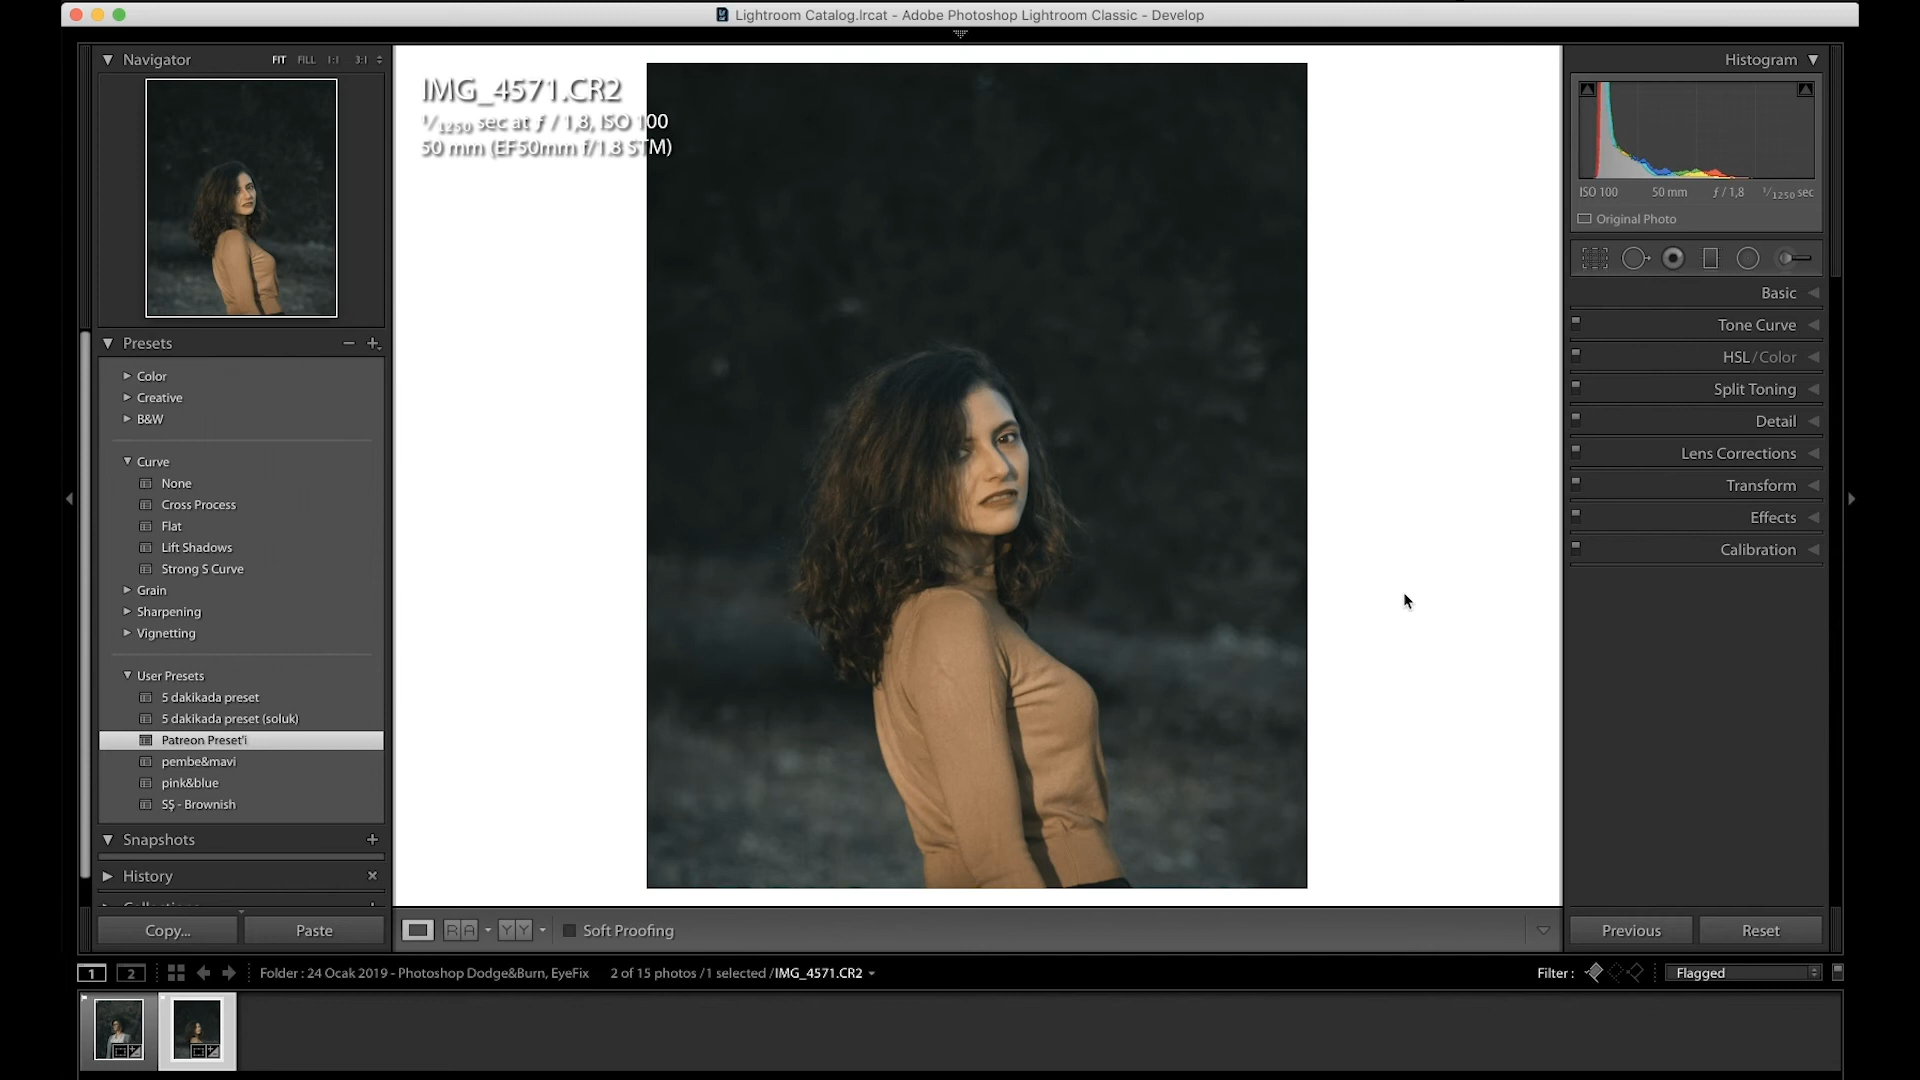 Lightroom Catalog.lrcat - Adobe Photoshop Lightroom Classic - Develop
Navigator
FIT FILL 1:1 3:1
Presets
Color
Creative
B&W
Curve
None
Cross Process
Flat
Lift Shadows
Strong S Curve
Grain
Sharpening
Vignetting
User Presets
5 dakikada preset
5 dakikada preset (soluk)
Patreon Preset'i
pembe&mavi
pink&blue
SŞ - Brownish
Snapshots
History
Copy... Paste
IMG_4571.CR2
1/1250 sec at ƒ / 1,8, ISO 100
50 mm (EF50mm f/1.8 STM)
R A Y Y Soft Proofing
Histogram
ISO 100 50 mm ƒ / 1,8 1/1250 sec
Original Photo
Basic
Tone Curve
HSL / Color
Split Toning
Detail
Lens Corrections
Transform
Effects
Calibration
Previous Reset
1 2 Folder : 24 Ocak 2019 - Photoshop Dodge&Burn, EyeFix 2 of 15 photos / 1 selected / IMG_4571.CR2 Filter : Flagged